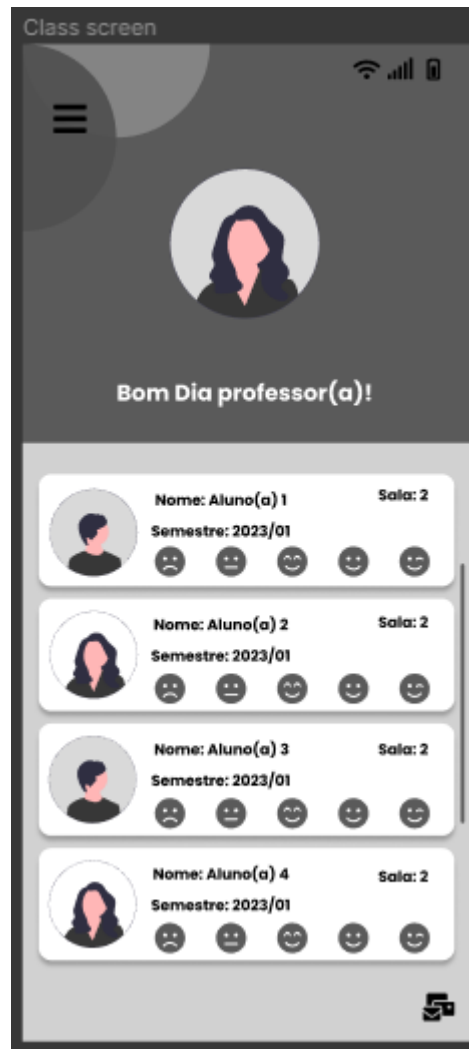 Class screen
Bom Dia professor(a)!
Nome: Aluno(a) 1 Sala: 2
Semestre: 2023/01
Nome: Aluno(a) 2 Sala: 2
Semestre: 2023/01
Nome: Aluno(a) 3 Sala: 2
Semestre: 2023/01
Nome: Aluno(a) 4 Sala: 2
Semestre: 2023/01